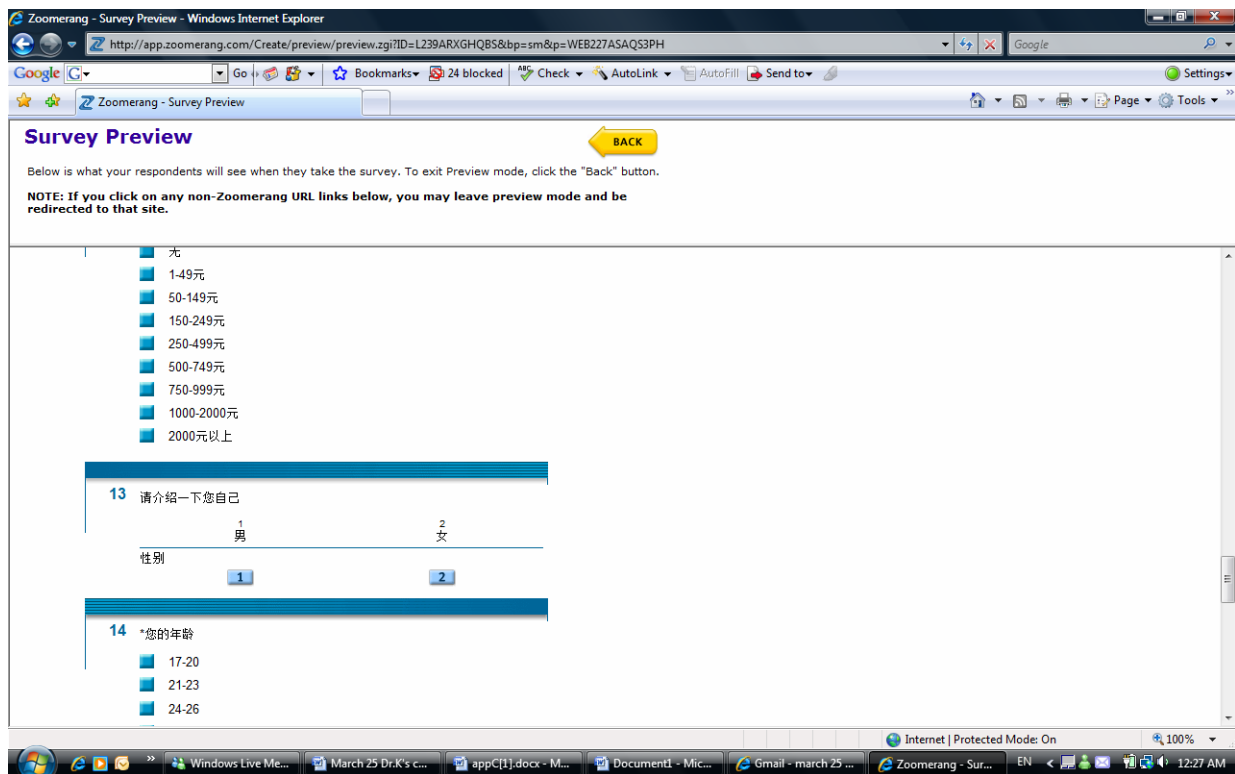 Zoomerang - Survey Preview - Windows Internet Explorer
http://app.zoomerang.com/Create/preview/preview.zgi?ID=L239ARXGHQBS&bp=sm&p=WEB227ASAQS3PH
Google
Google G Go Bookmarks 24 blocked Check AutoLink AutoFill Send to Settings
Zoomerang - Survey Preview Page Tools
Survey Preview
BACK
Below is what your respondents will see when they take the survey. To exit Preview mode, click the "Back" button.
NOTE: If you click on any non-Zoomerang URL links below, you may leave preview mode and be
redirected to that site.
无
1-49元
50-149元
150-249元
250-499元
500-749元
750-999元
1000-2000元
2000元以上
13 请介绍一下您自己
1 2
男 女
性别
1 2
14 *您的年龄
17-20
21-23
24-26
Internet | Protected Mode: On 100%
Windows Live Me... March 25 Dr.K's c... appC[1].docx - M... Document1 - Mic... Gmail - march 25 ... Zoomerang - Sur... EN 12:27 AM